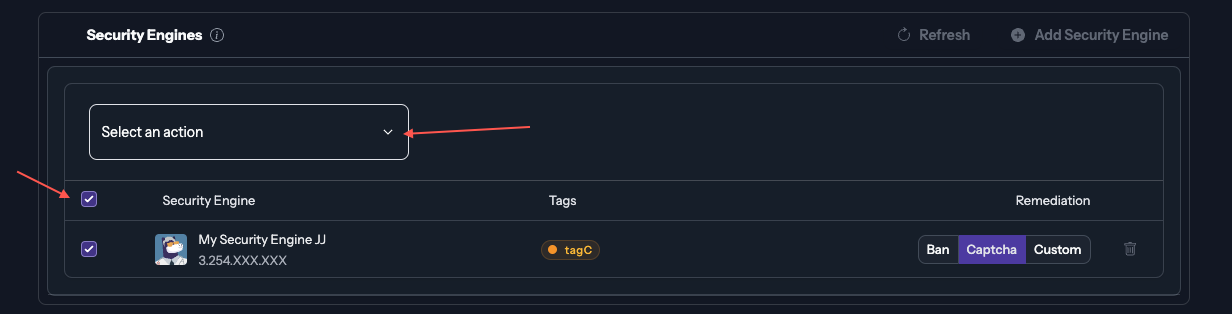 Security Engines
Refresh
Add Security Engine
Select an action
Security Engine
Tags
Remediation
My Security Engine JJ
3.254.XXX.XXX
tagC
Ban
Captcha
Custom